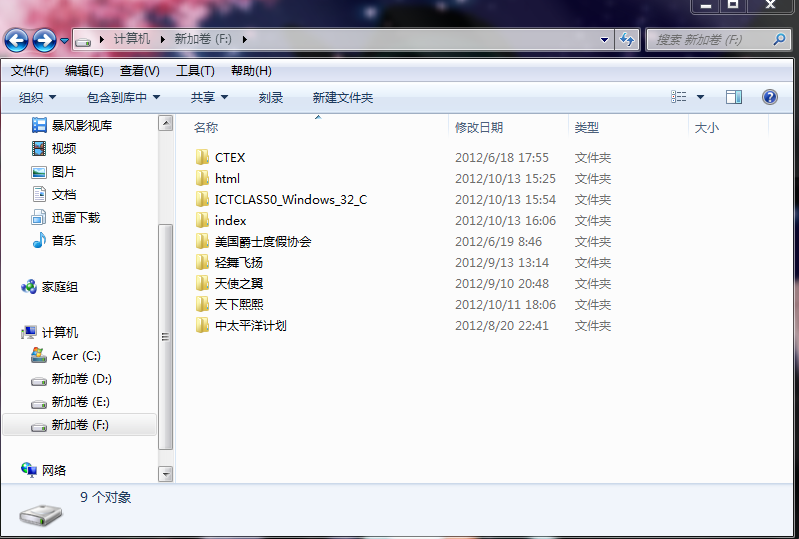 计算机 新加卷 (F:) 搜索 新加卷 (F:)
文件(F) 编辑(E) 查看(V) 工具(T) 帮助(H)
组织 包含到库中 共享 刻录 新建文件夹
暴风影视库
视频
图片
文档
迅雷下载
音乐
家庭组
计算机
Acer (C:)
新加卷 (D:)
新加卷 (E:)
新加卷 (F:)
网络
名称 修改日期 类型 大小
CTEX 2012/6/18 17:55 文件夹
html 2012/10/13 15:25 文件夹
ICTCLAS50_Windows_32_C 2012/10/13 15:54 文件夹
index 2012/10/13 16:06 文件夹
美国爵士度假协会 2012/6/19 8:46 文件夹
轻舞飞扬 2012/9/13 13:14 文件夹
天使之翼 2012/9/10 20:48 文件夹
天下熙熙 2012/10/11 18:06 文件夹
中太平洋计划 2012/8/20 22:41 文件夹
9 个对象